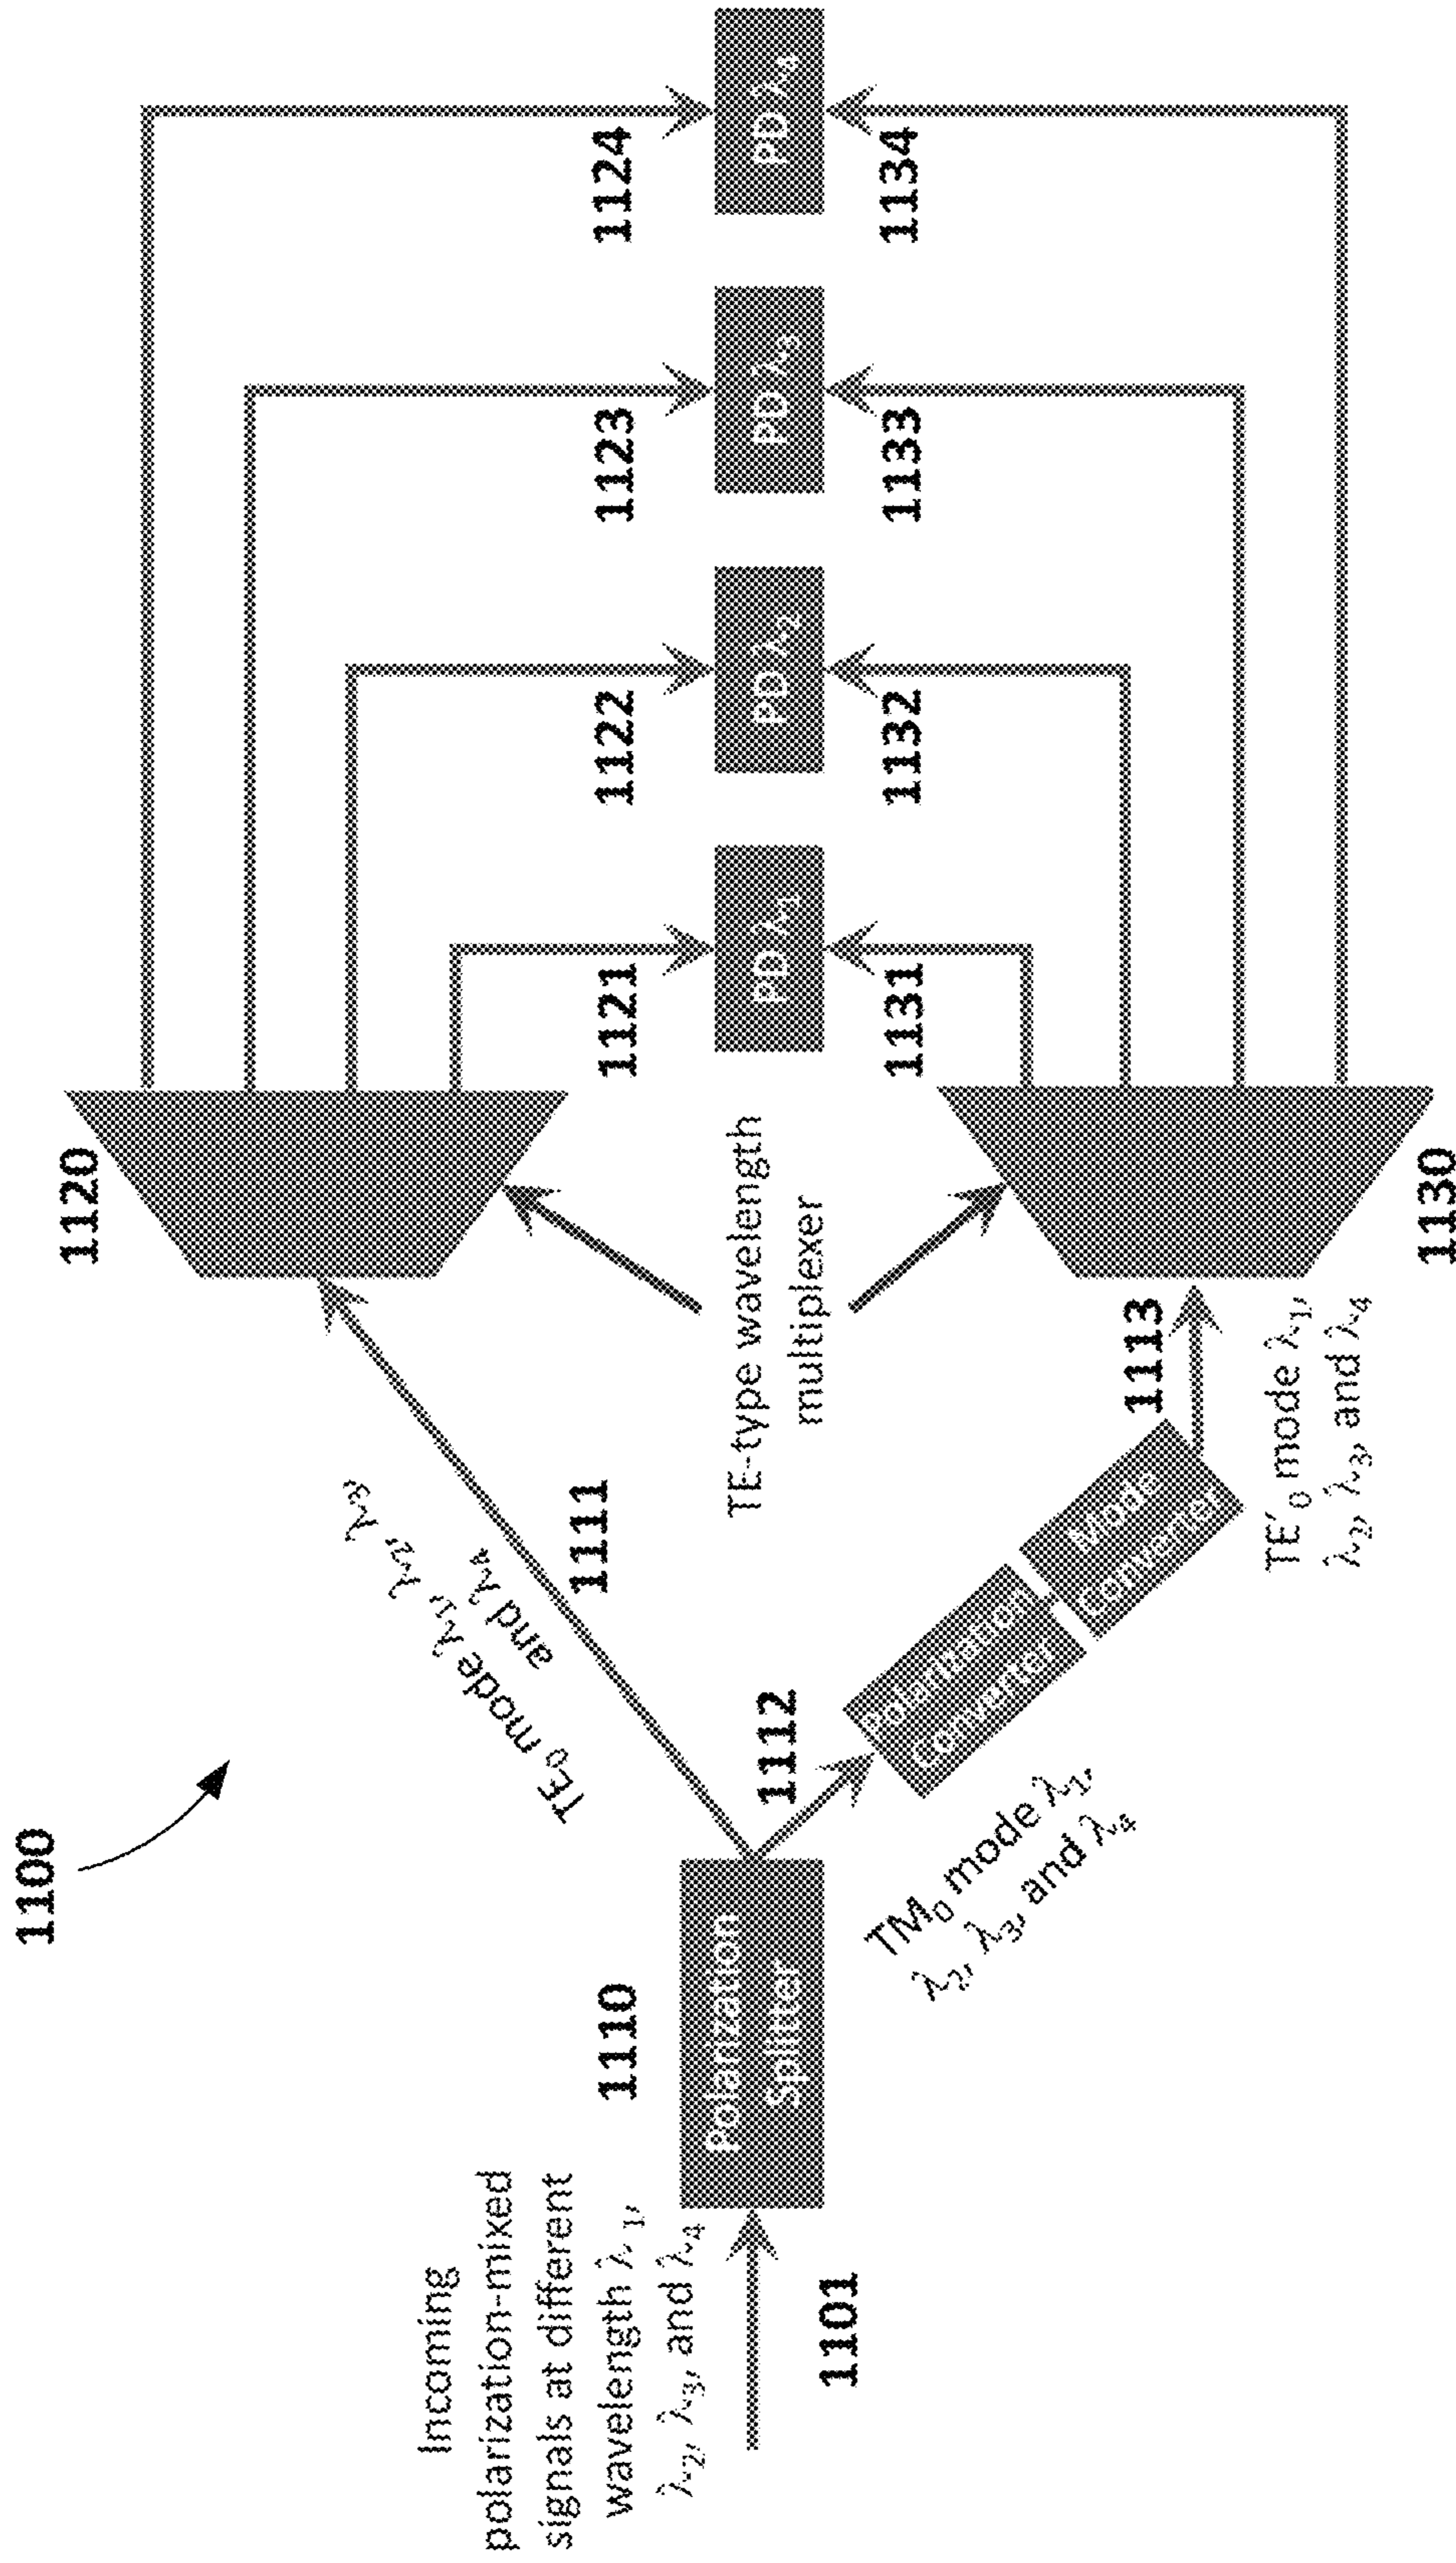 1100
Incoming
polarization-mixed
signals at different
wavelength λ 1,
λ2, λ3, and λ4
1101
1110
Polarization
Splitter
TE0 mode λ1, λ2, λ3,
and λ4
1111
1112
TM0 mode λ1,
λ2, λ3, and λ4
Polarization
Converter
Mode
Converter
1113
TE′0 mode λ1,
λ2, λ3, and λ4
TE-type wavelength
multiplexer
1120
1130
1121
1122
1123
1124
PD λ1
PD λ2
PD λ3
PD λ4
1131
1132
1133
1134